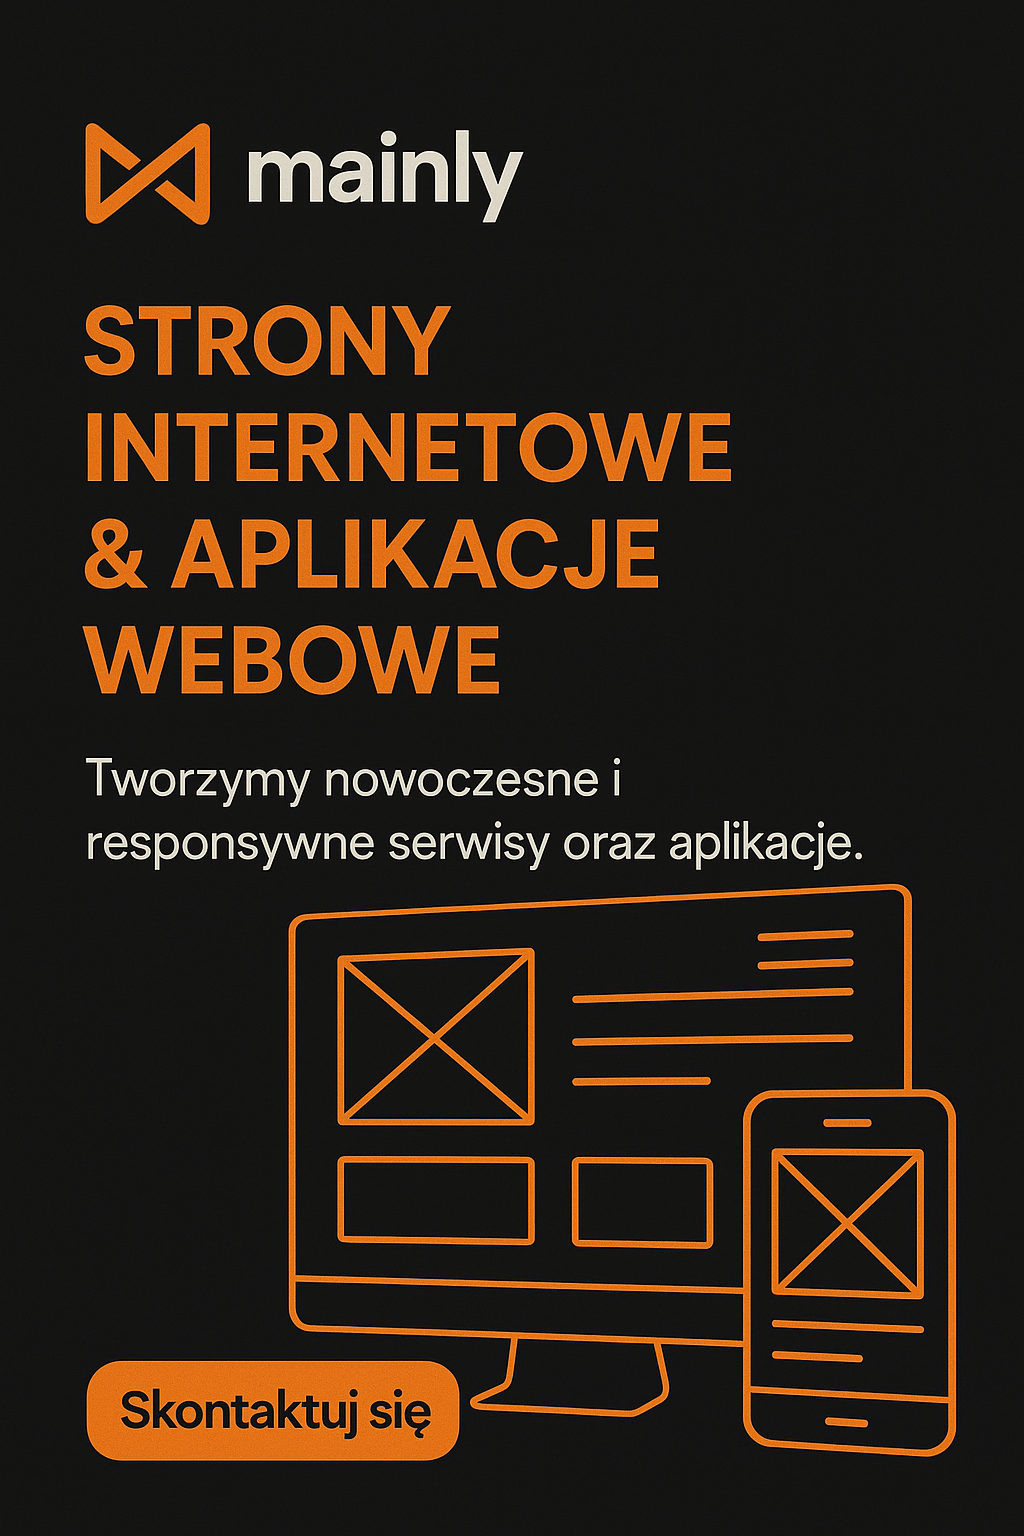 mainly
STRONY
INTERNETOWE
& APLIKACJE
WEBOWE
Tworzymy nowoczesne i
responsywne serwisy oraz aplikacje.
Skontaktuj się